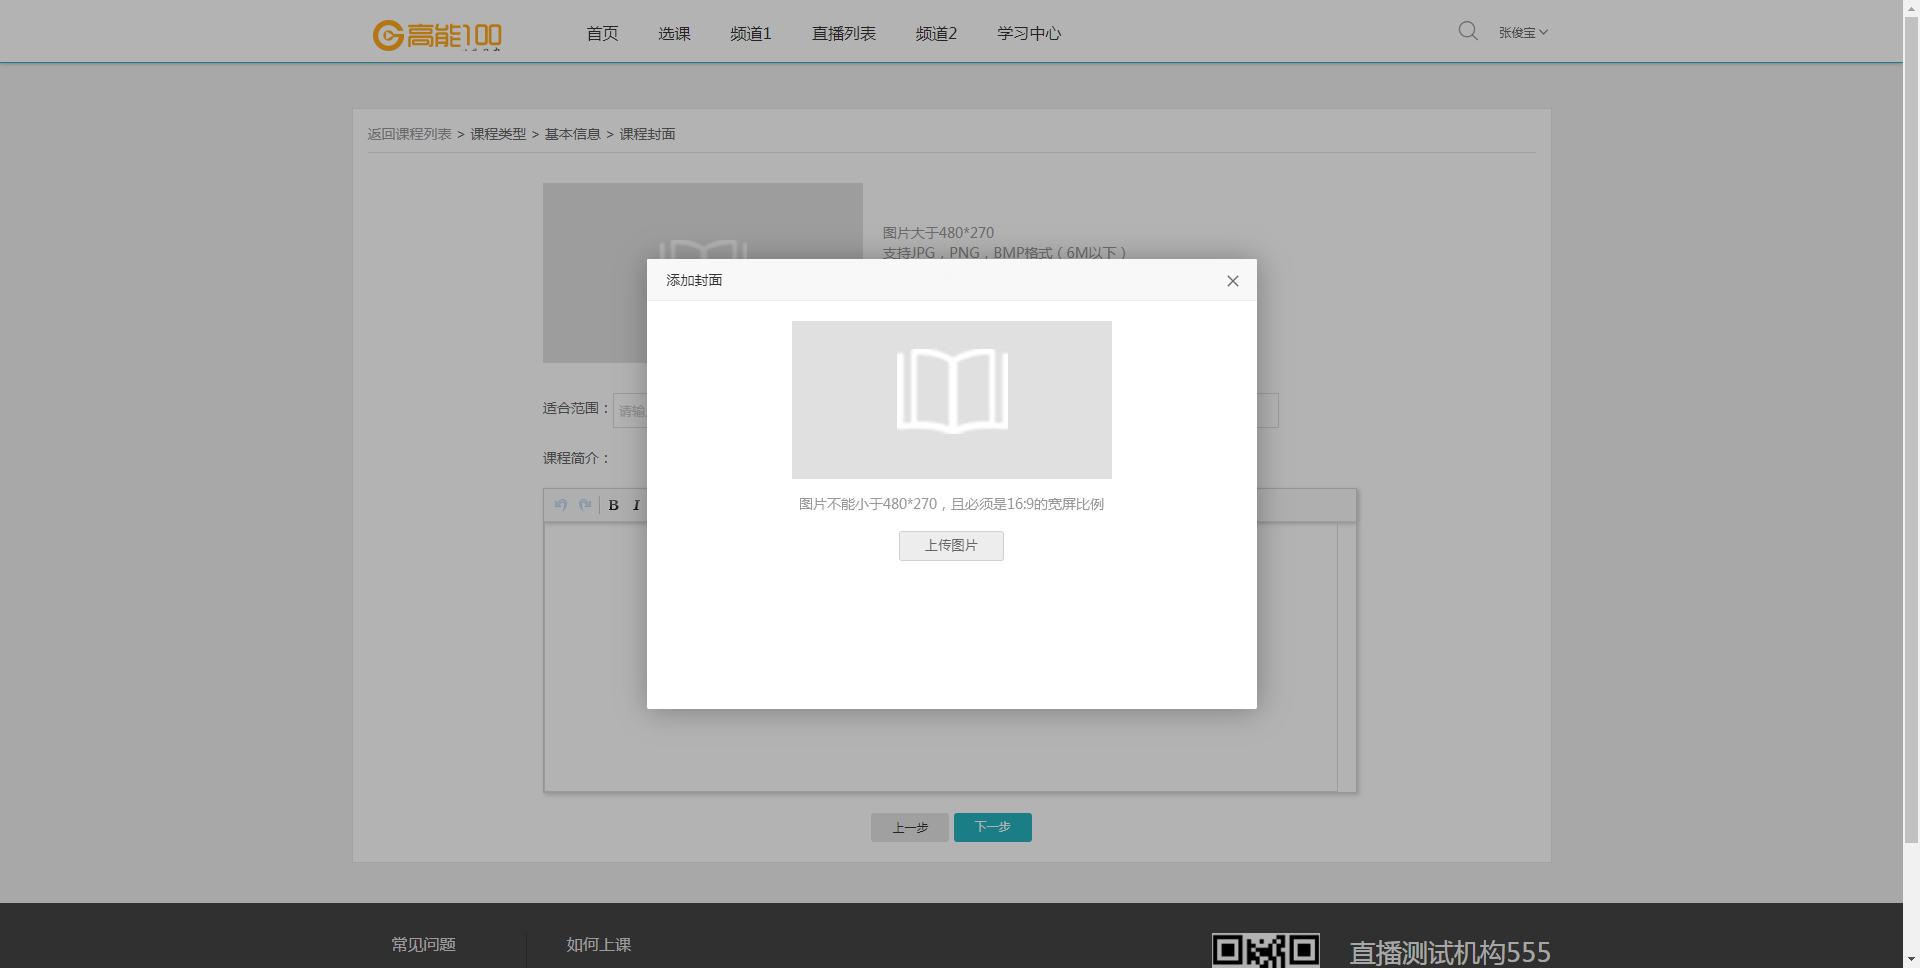 高能100
首页 选课 频道1 直播列表 频道2 学习中心
张俊宝
返回课程列表 > 课程类型 > 基本信息 > 课程封面
图片大于480*270
支持JPG，PNG，BMP格式（6M以下）
添加封面
图片不能小于480*270，且必须是16:9的宽屏比例
上传图片
适合范围：
请输
课程简介：
B I
上一步 下一步
常见问题 如何上课
直播测试机构555